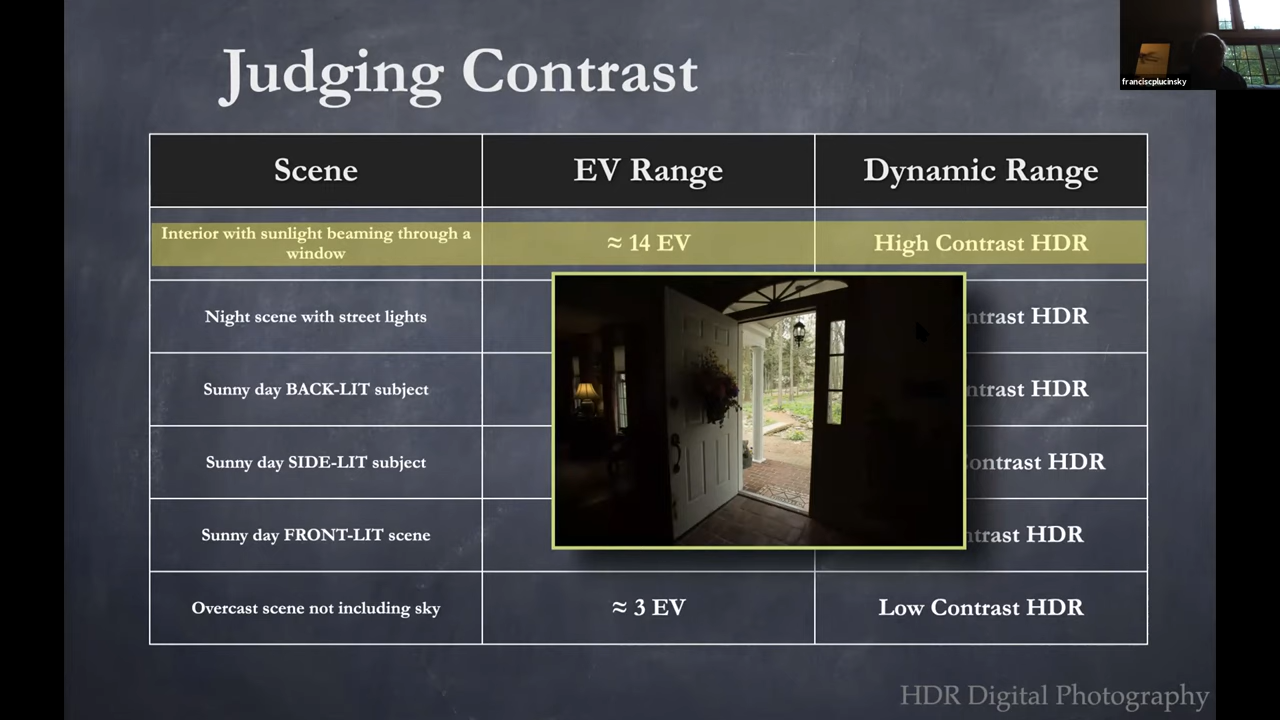 franciscplucinsky
Judging Contrast
Scene
EV Range
Dynamic Range
Interior with sunlight beaming through a
window
≈ 14 EV
High Contrast HDR
Night scene with street lights
ntrast HDR
Sunny day BACK-LIT subject
ntrast HDR
Sunny day SIDE-LIT subject
ontrast HDR
Sunny day FRONT-LIT scene
ntrast HDR
Overcast scene not including sky
≈ 3 EV
Low Contrast HDR
HDR Digital Photography